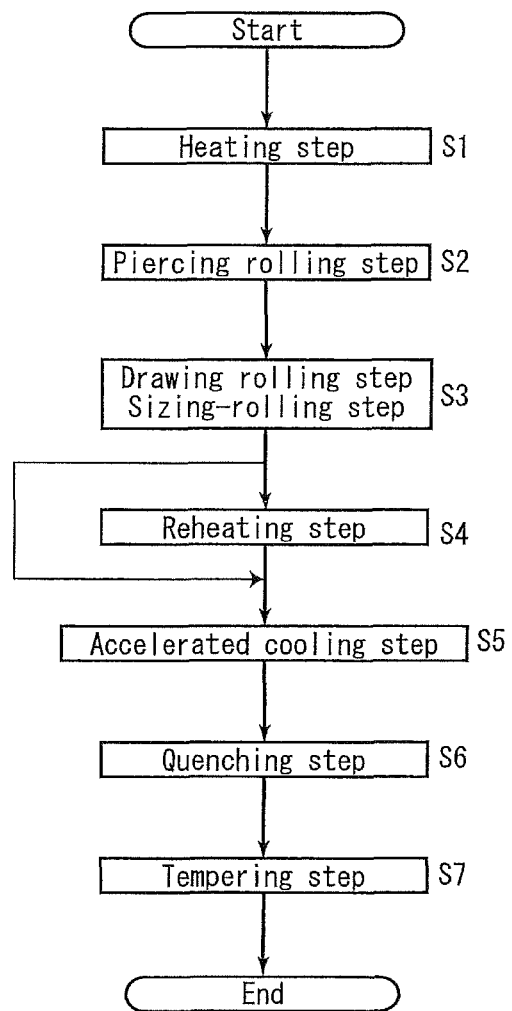 Start
Heating step S1
Piercing rolling step S2
Drawing rolling step
Sizing-rolling step S3
Reheating step S4
Accelerated cooling step S5
Quenching step S6
Tempering step S7
End